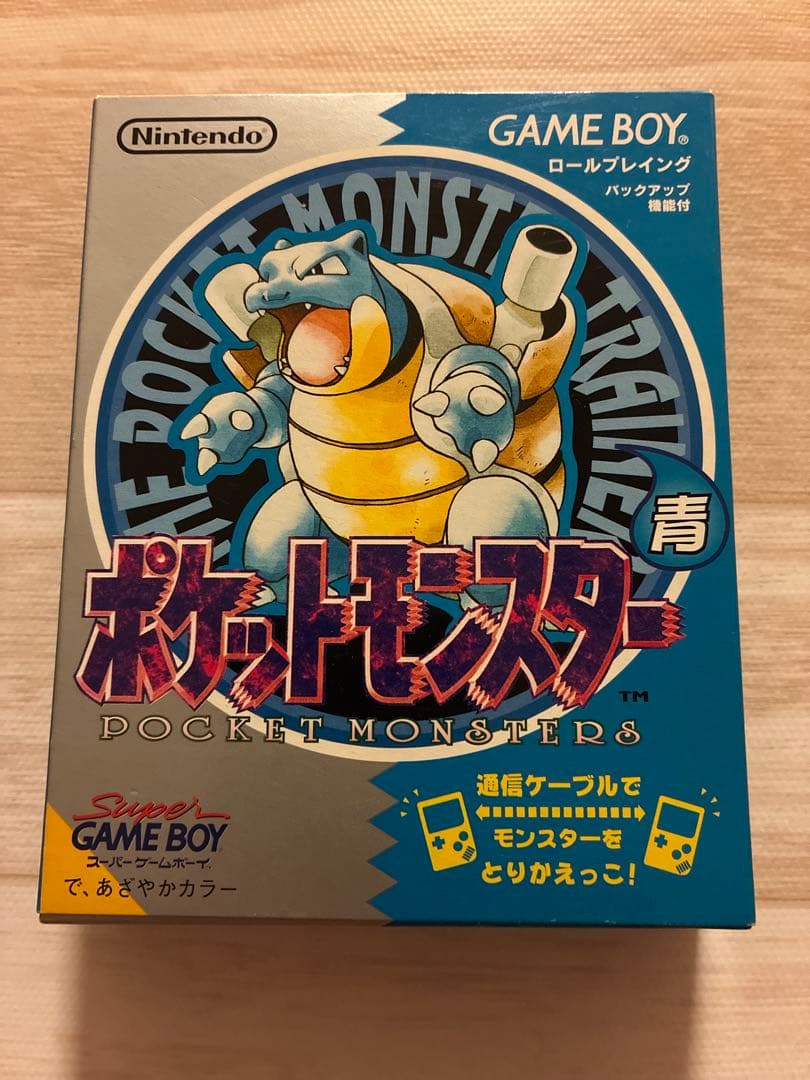 Nintendo
GAME BOY®
ロールプレイング
バックアップ
機能付
THE POCKET MONSTER TRAINER
青
ポケットモンスター
TM
POCKET MONSTERS
Super
GAME BOY
スーパーゲームボーイ
で、あざやかカラー
通信ケーブルで
モンスターを
とりかえっこ!